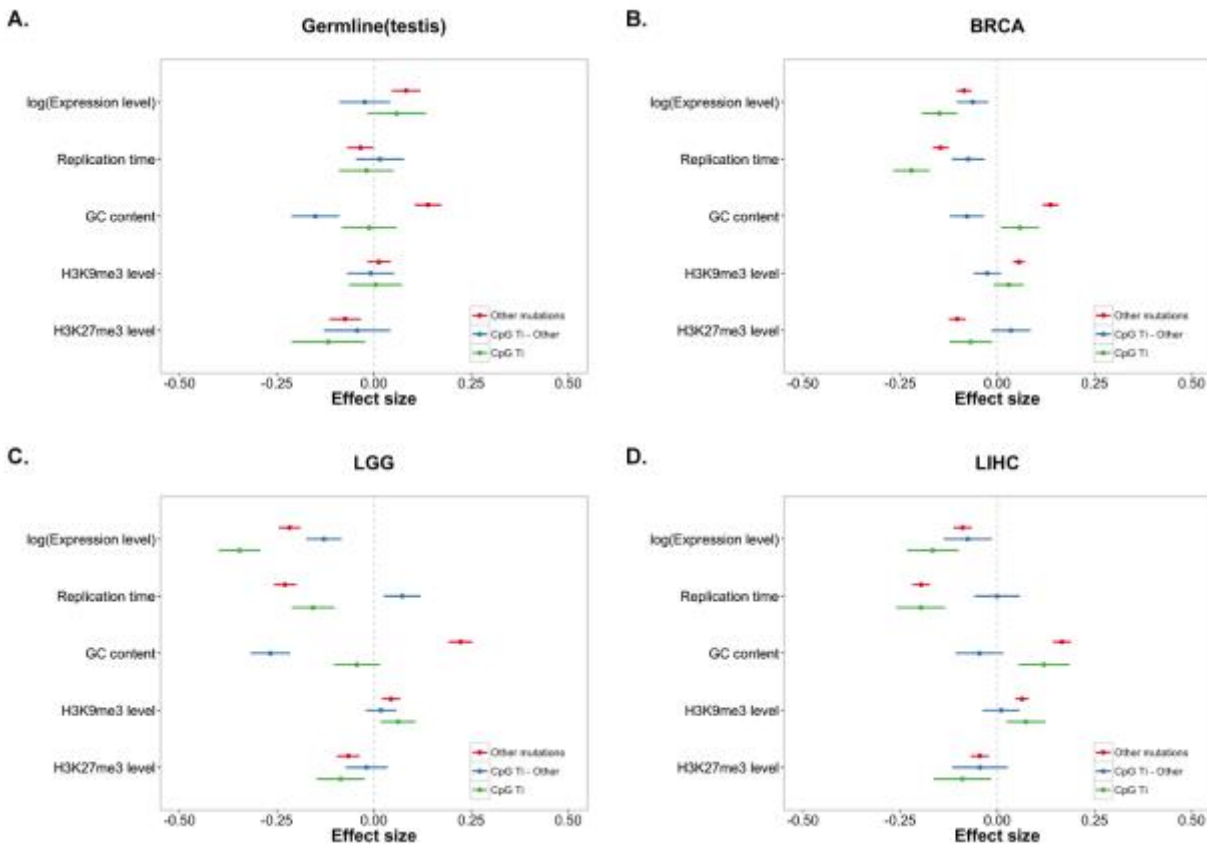 A.
Germline(testis)
log(Expression level)
Replication time
GC content
H3K9me3 level
H3K27me3 level
Other mutations
CpG Ti - Other
CpG Ti
-0.50
-0.25
0.00
0.25
0.50
Effect size
B.
BRCA
log(Expression level)
Replication time
GC content
H3K9me3 level
H3K27me3 level
Other mutations
CpG Ti - Other
CpG Ti
-0.50
-0.25
0.00
0.25
0.50
Effect size
C.
LGG
log(Expression level)
Replication time
GC content
H3K9me3 level
H3K27me3 level
Other mutations
CpG Ti - Other
CpG Ti
-0.50
-0.25
0.00
0.25
0.50
Effect size
D.
LIHC
log(Expression level)
Replication time
GC content
H3K9me3 level
H3K27me3 level
Other mutations
CpG Ti - Other
CpG Ti
-0.50
-0.25
0.00
0.25
0.50
Effect size